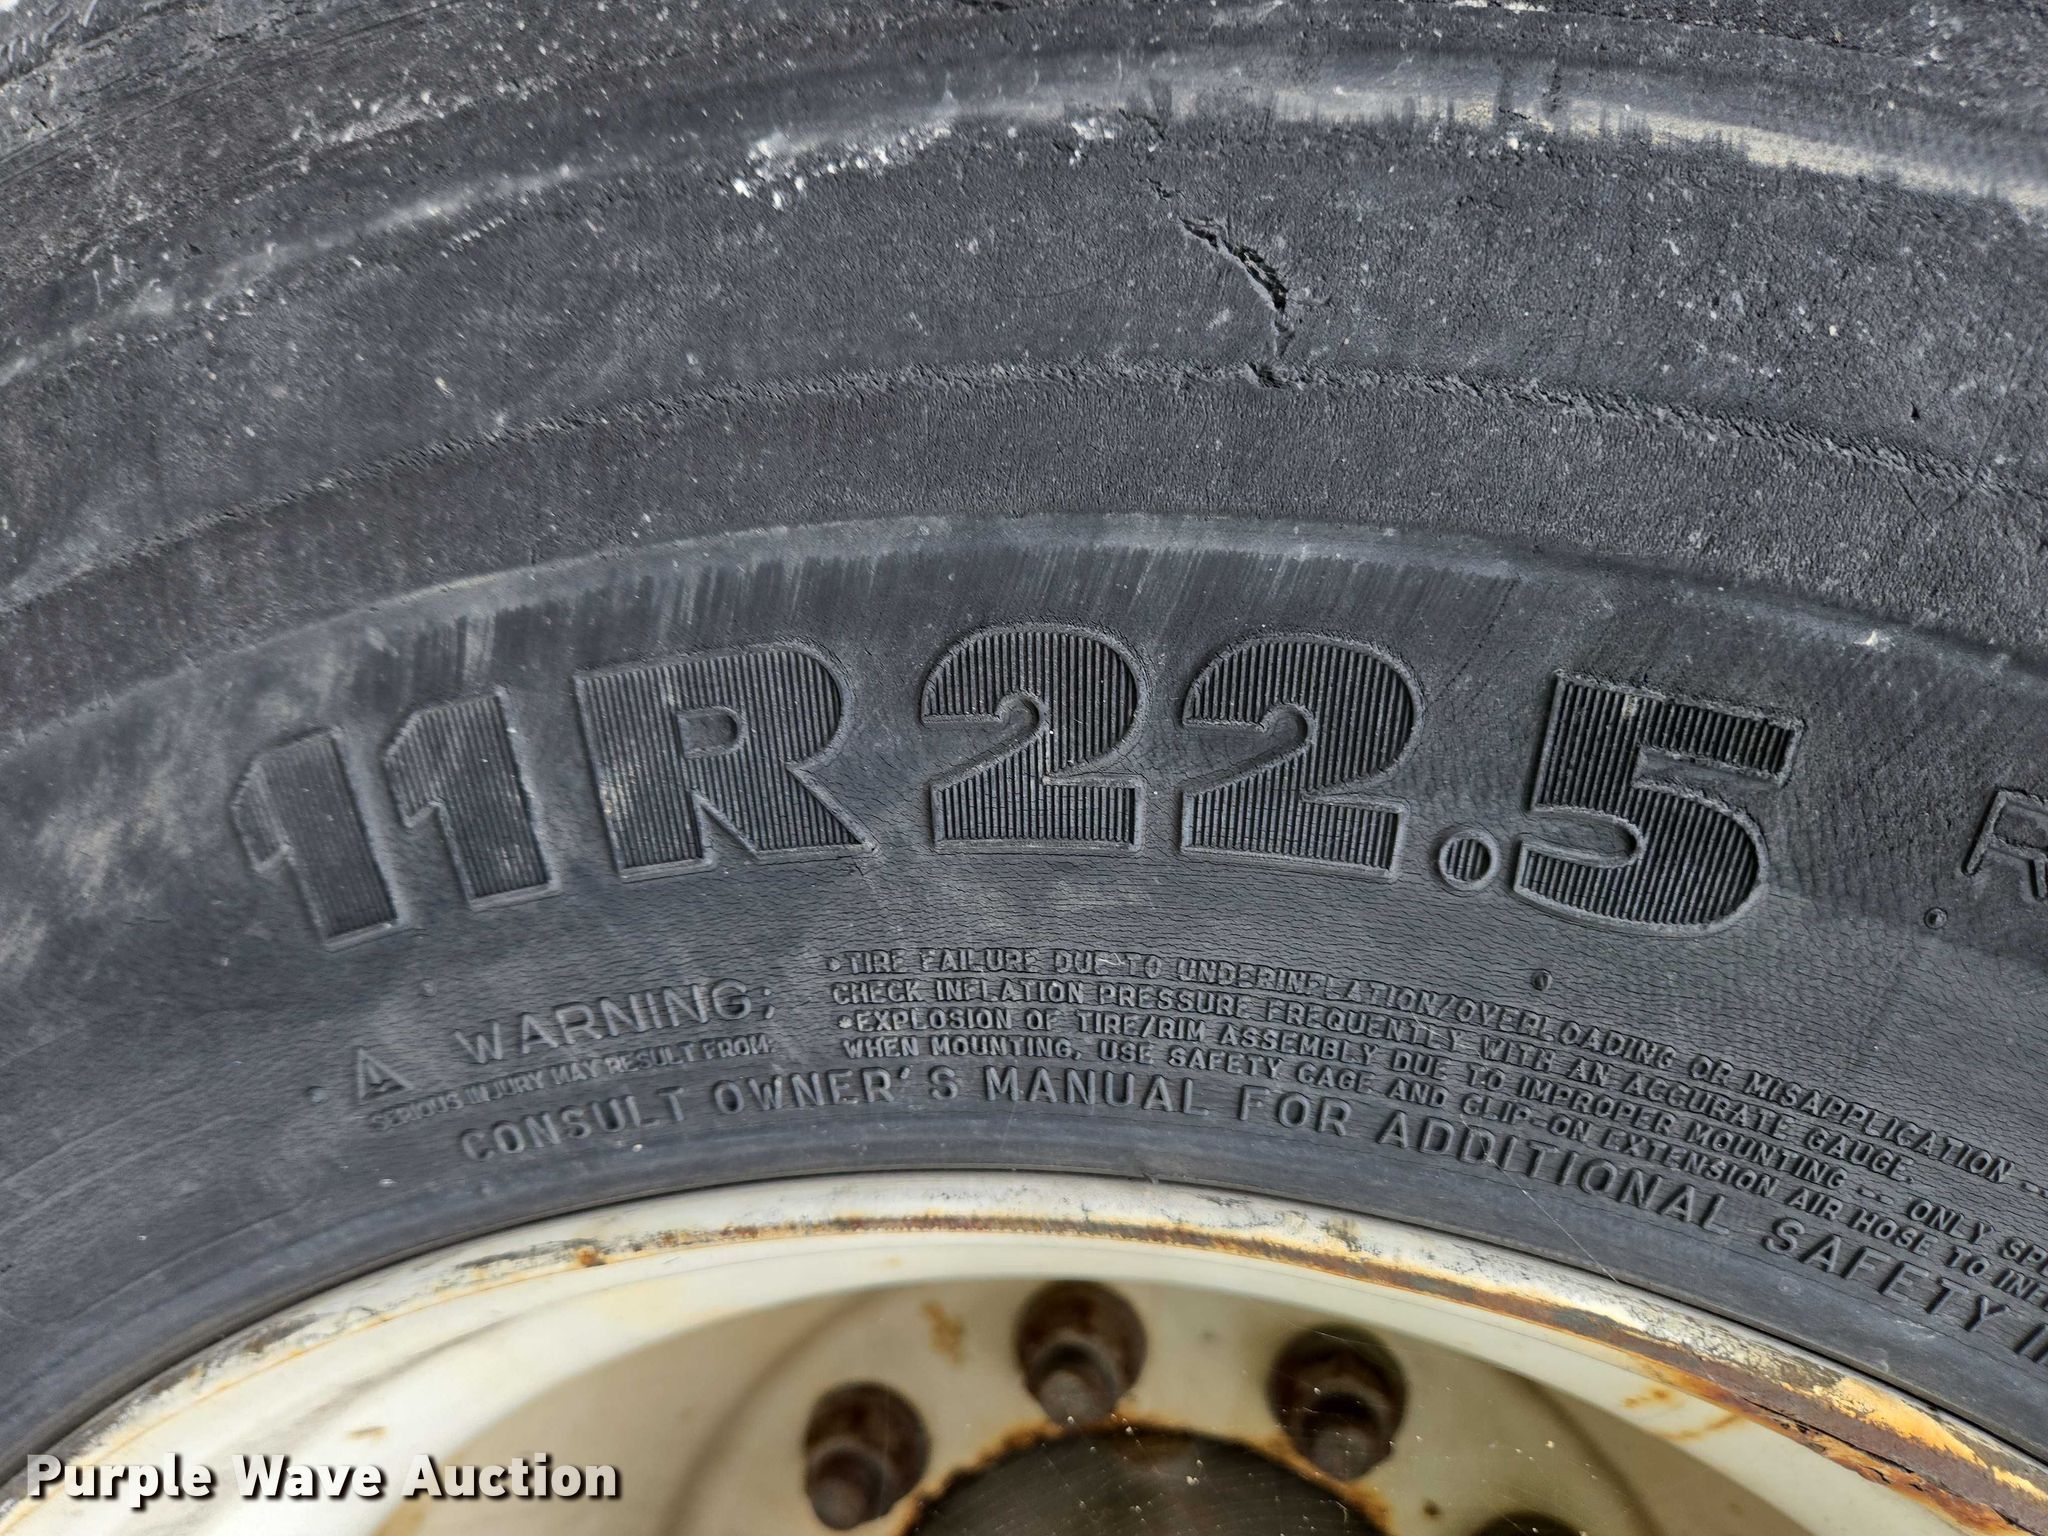 11R22.5 R
⚠ WARNING:
SERIOUS INJURY MAY RESULT FROM:
•TIRE FAILURE DUE TO UNDERINFLATION/OVERLOADING OR MISAPPLICATION ...
CHECK INFLATION PRESSURE FREQUENTLY WITH AN ACCURATE GAUGE.
•EXPLOSION OF TIRE/RIM ASSEMBLY DUE TO IMPROPER MOUNTING ... ONLY SPE
WHEN MOUNTING, USE SAFETY CAGE AND CLIP-ON EXTENSION AIR HOSE TO INFL
CONSULT OWNER'S MANUAL FOR ADDITIONAL SAFETY I
Purple Wave Auction